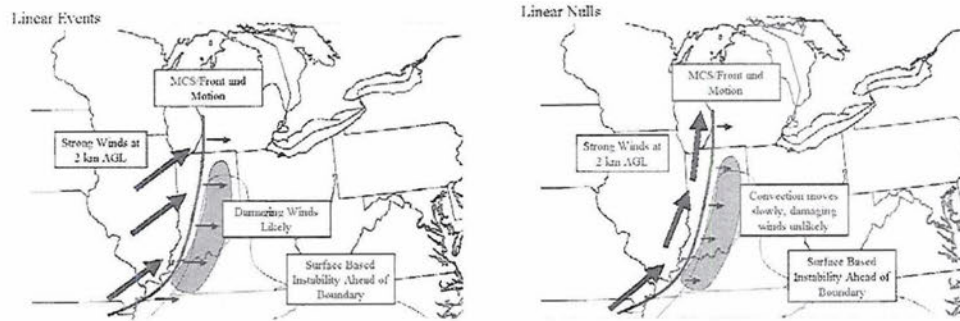 Linear Events
MCS/Front and
Motion
Strong Winds at
2 km AGL
Damaging Winds
Likely
Surface Based
Instability Ahead of
Boundary
Linear Nulls
MCS/Front and
Motion
Strong Winds at
2 km AGL
Convection moves
slowly, damaging
winds unlikely
Surface Based
Instability Ahead of
Boundary